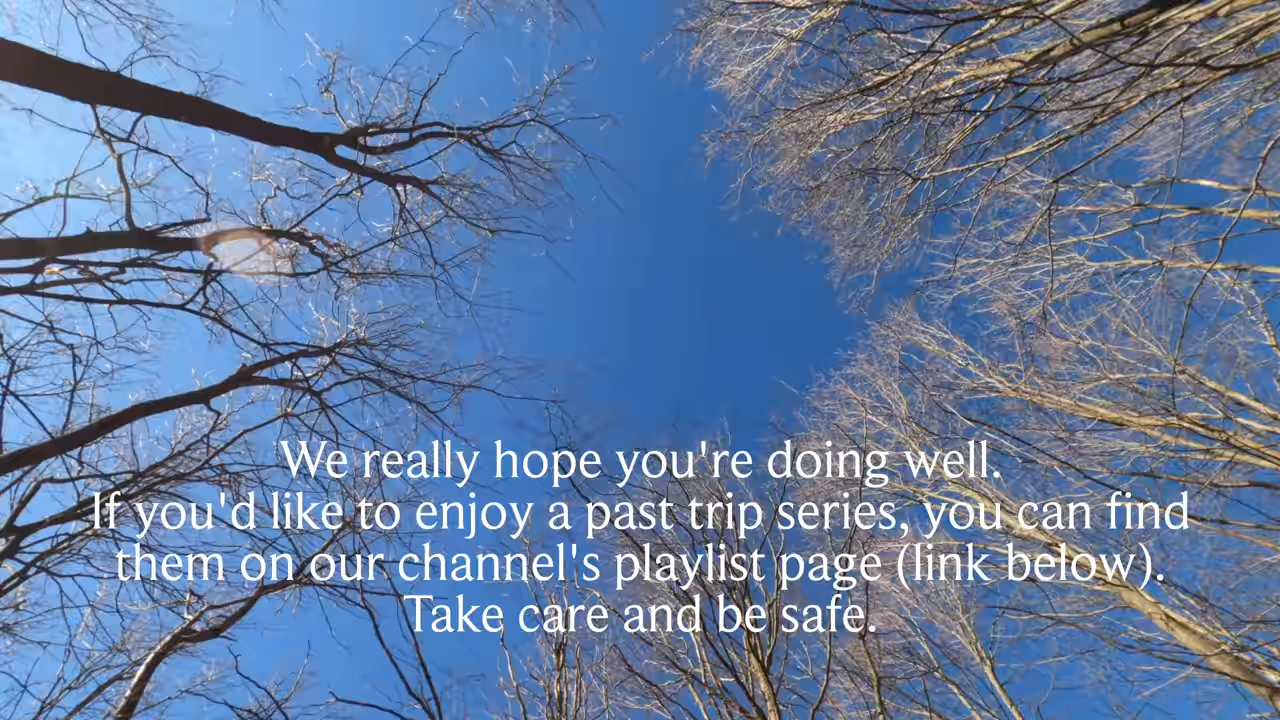 We really hope you're doing well.
If you'd like to enjoy a past trip series, you can find
them on our channel's playlist page (link below).
Take care and be safe.